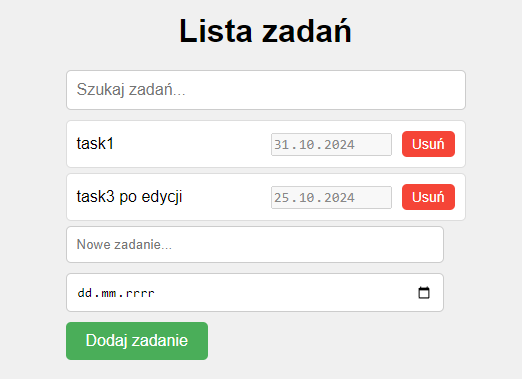 Lista zadań
Szukaj zadań...
task1 31.10.2024 Usuń
task3 po edycji 25.10.2024 Usuń
Nowe zadanie...
dd.mm.rrrr
Dodaj zadanie